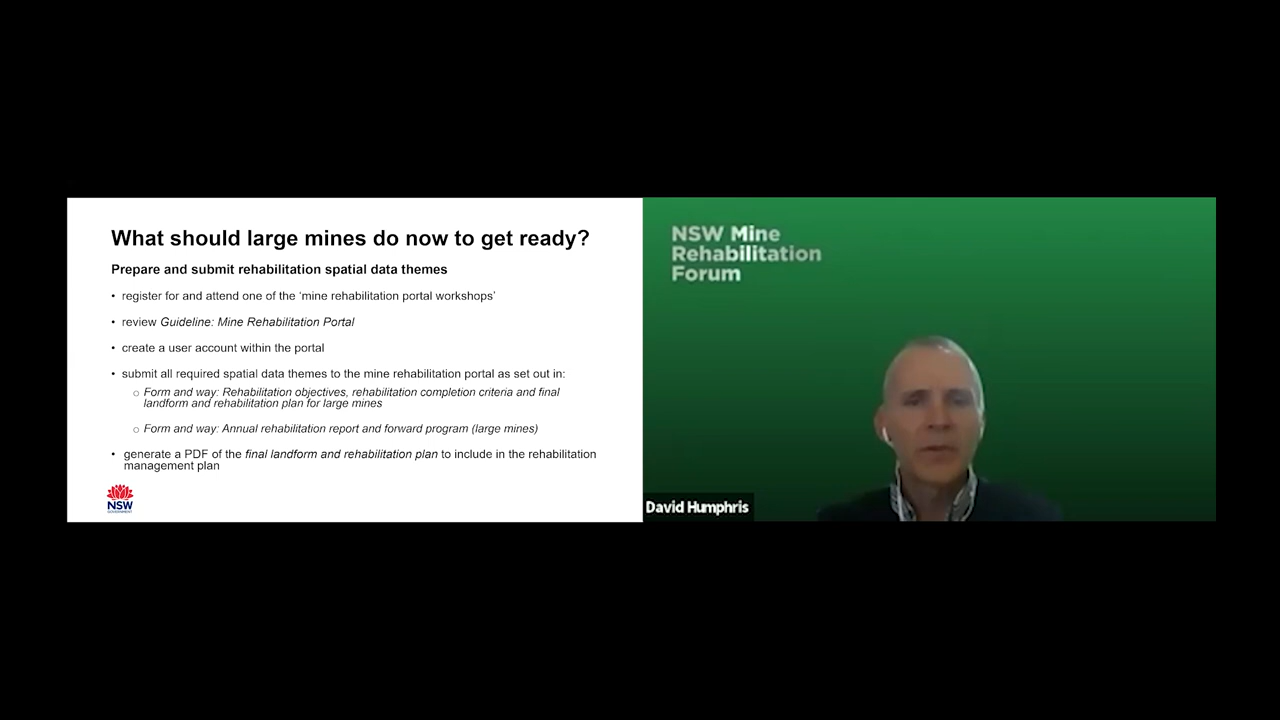 What should large mines do now to get ready?
Prepare and submit rehabilitation spatial data themes
• register for and attend one of the ‘mine rehabilitation portal workshops’
• review Guideline: Mine Rehabilitation Portal
• create a user account within the portal
• submit all required spatial data themes to the mine rehabilitation portal as set out in:
○ Form and way: Rehabilitation objectives, rehabilitation completion criteria and final
landform and rehabilitation plan for large mines
○ Form and way: Annual rehabilitation report and forward program (large mines)
• generate a PDF of the final landform and rehabilitation plan to include in the rehabilitation
management plan
NSW
GOVERNMENT
NSW Mine
Rehabilitation
Forum
David Humphris